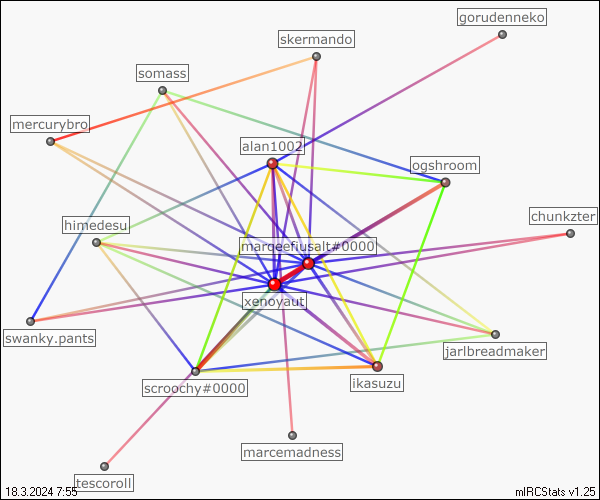 gorudenneko
skermando
somass
mercurybro
alan1002
ogshroom
chunkzter
himedesu
marqeefiusalt#0000
xenoyaut
swanky.pants
jarlbreadmaker
scroochy#0000
ikasuzu
marcemadness
tescoroll
18.3.2024 7:55
mIRCStats v1.25